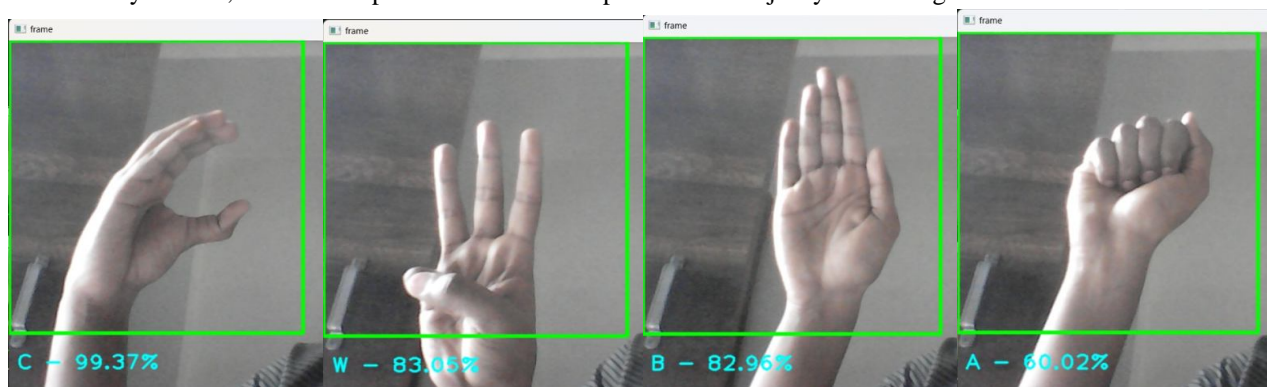 frame
frame
frame
frame
C - 99.37%
W - 83.05%
B - 82.96%
A - 60.02%